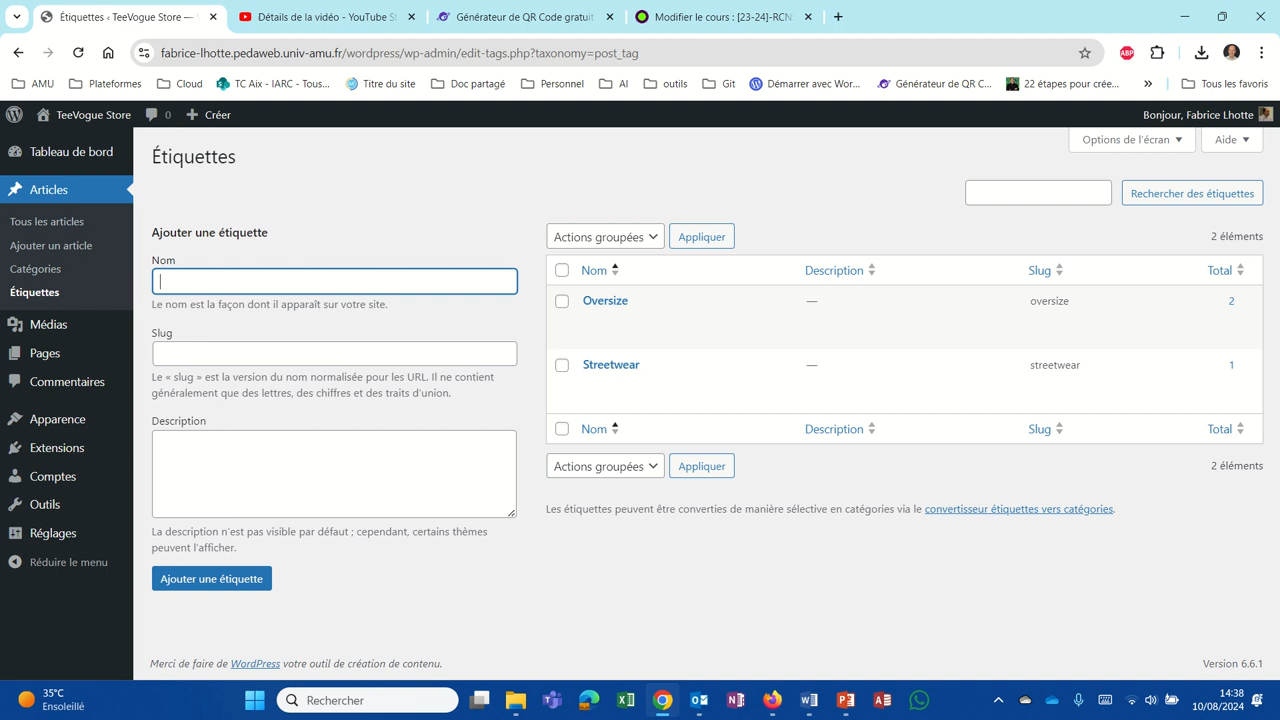 Étiquettes ‹ TeeVogue Store — 
Détails de la vidéo - YouTube S
Générateur de QR Code gratuit
Modifier le cours : [23-24]-RCN
fabrice-lhotte.pedaweb.univ-amu.fr/wordpress/wp-admin/edit-tags.php?taxonomy=post_tag
ABP
AMU
Plateformes
Cloud
TC Aix - IARC - Tous...
Titre du site
Doc partagé
Personnel
AI
outils
Git
Démarrer avec Wor...
Générateur de QR C...
22 étapes pour crée...
»
Tous les favoris
TeeVogue Store
0
Créer
Bonjour, Fabrice Lhotte
Tableau de bord
Articles
Tous les articles
Ajouter un article
Catégories
Étiquettes
Médias
Pages
Commentaires
Apparence
Extensions
Comptes
Outils
Réglages
Réduire le menu
Options de l'écran
Aide
Étiquettes
Rechercher des étiquettes
Ajouter une étiquette
Nom
Le nom est la façon dont il apparaît sur votre site.
Slug
Le « slug » est la version du nom normalisée pour les URL. Il ne contient
généralement que des lettres, des chiffres et des traits d'union.
Description
La description n'est pas visible par défaut ; cependant, certains thèmes
peuvent l'afficher.
Ajouter une étiquette
Actions groupées
Appliquer
2 éléments
Nom Description Slug Total
Oversize — oversize 2
Streetwear — streetwear 1
Nom Description Slug Total
Actions groupées
Appliquer
2 éléments
Les étiquettes peuvent être converties de manière sélective en catégories via le convertisseur étiquettes vers catégories.
Merci de faire de WordPress votre outil de création de contenu.
Version 6.6.1
35°C
Ensoleillé
Rechercher
14:38
10/08/2024